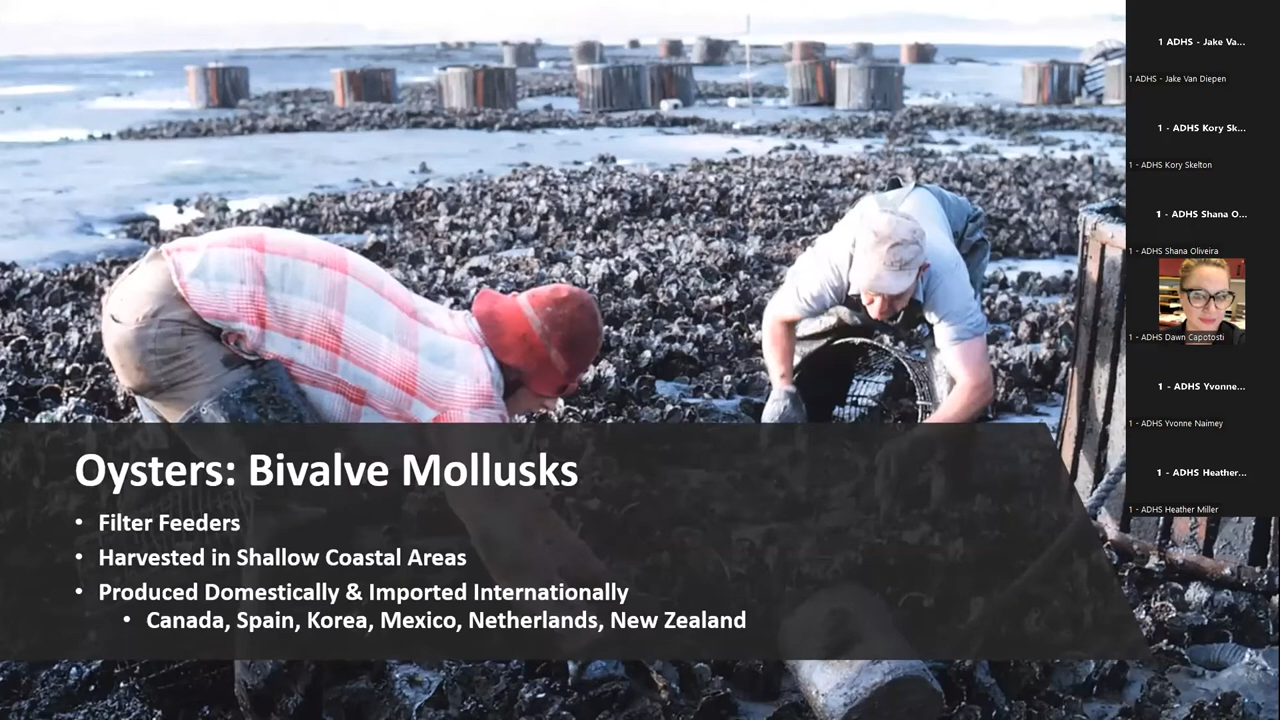 Oysters: Bivalve Mollusks
• Filter Feeders
• Harvested in Shallow Coastal Areas
• Produced Domestically & Imported Internationally
• Canada, Spain, Korea, Mexico, Netherlands, New Zealand
1 ADHS - Jake Va...
1 ADHS - Jake Van Diepen
1 - ADHS Kory Sk...
1 - ADHS Kory Skelton
1 - ADHS Shana O...
1 - ADHS Shana Oliveira
1 - ADHS Dawn Capotosti
1 - ADHS Yvonne...
1 - ADHS Yvonne Naimey
1 - ADHS Heather...
1 - ADHS Heather Miller